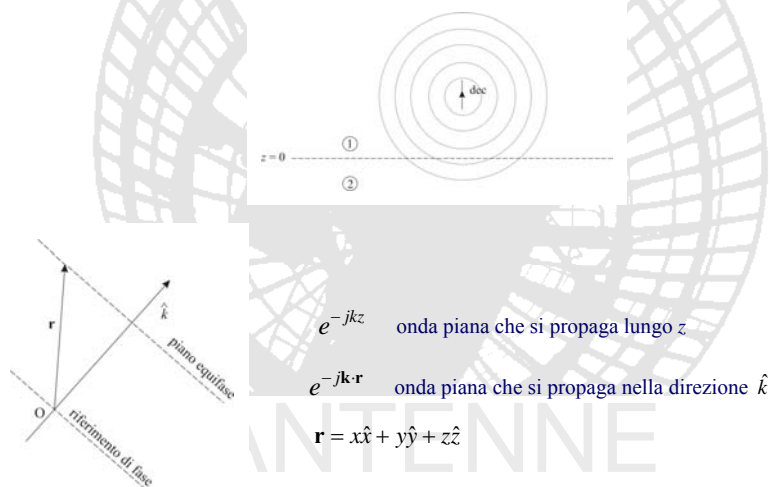 dec
①
z = 0
②
r
k̂
piano equifase
O
riferimento di fase
e^{-jkz} onda piana che si propaga lungo z
e^{-j𝐤·𝐫} onda piana che si propaga nella direzione k̂
𝐫 = xx̂ + yŷ + zẑ
ANTENNE